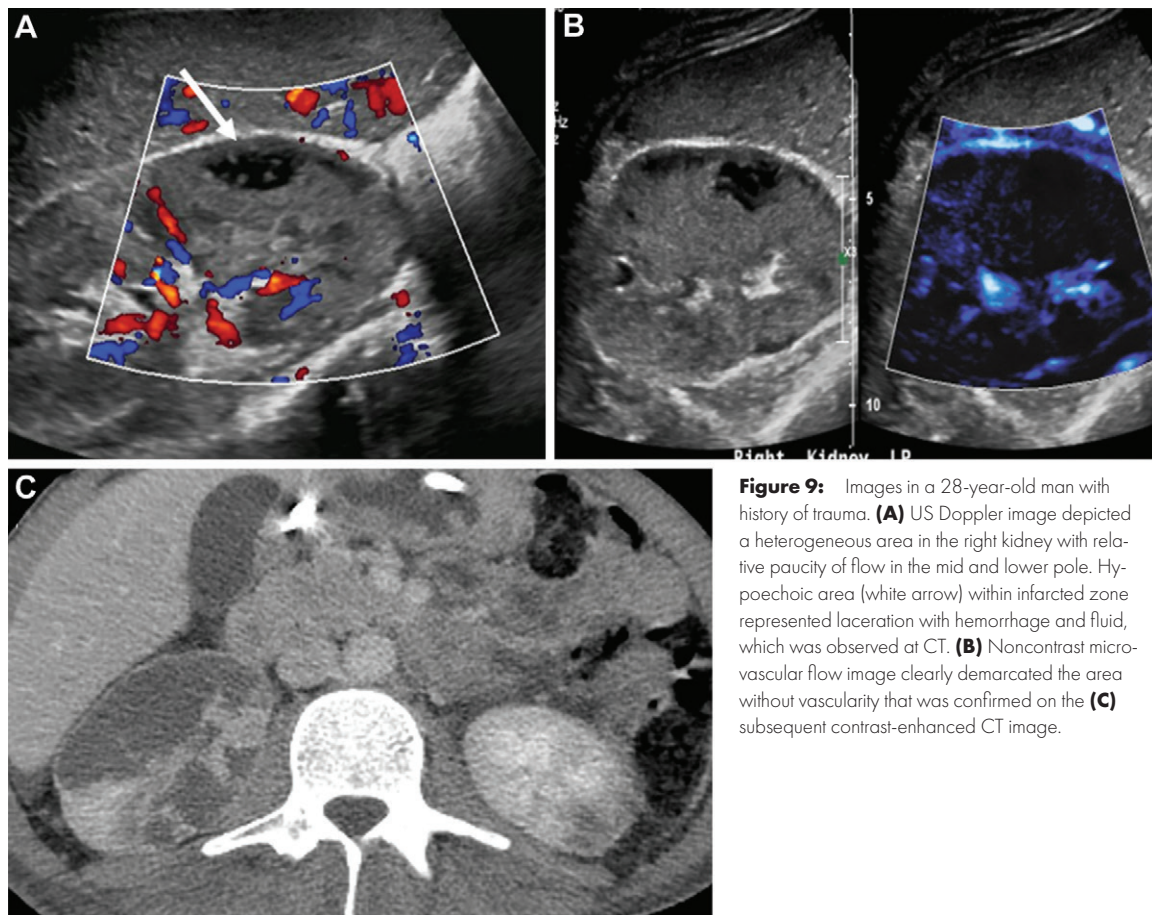 A
B
Hz
5
X3
10
Right Kidney LP
C
Figure 9: Images in a 28-year-old man with
history of trauma. (A) US Doppler image depicted
a heterogeneous area in the right kidney with rela-
tive paucity of flow in the mid and lower pole. Hy-
poechoic area (white arrow) within infarcted zone
represented laceration with hemorrhage and fluid,
which was observed at CT. (B) Noncontrast micro-
vascular flow image clearly demarcated the area
without vascularity that was confirmed on the (C)
subsequent contrast-enhanced CT image.